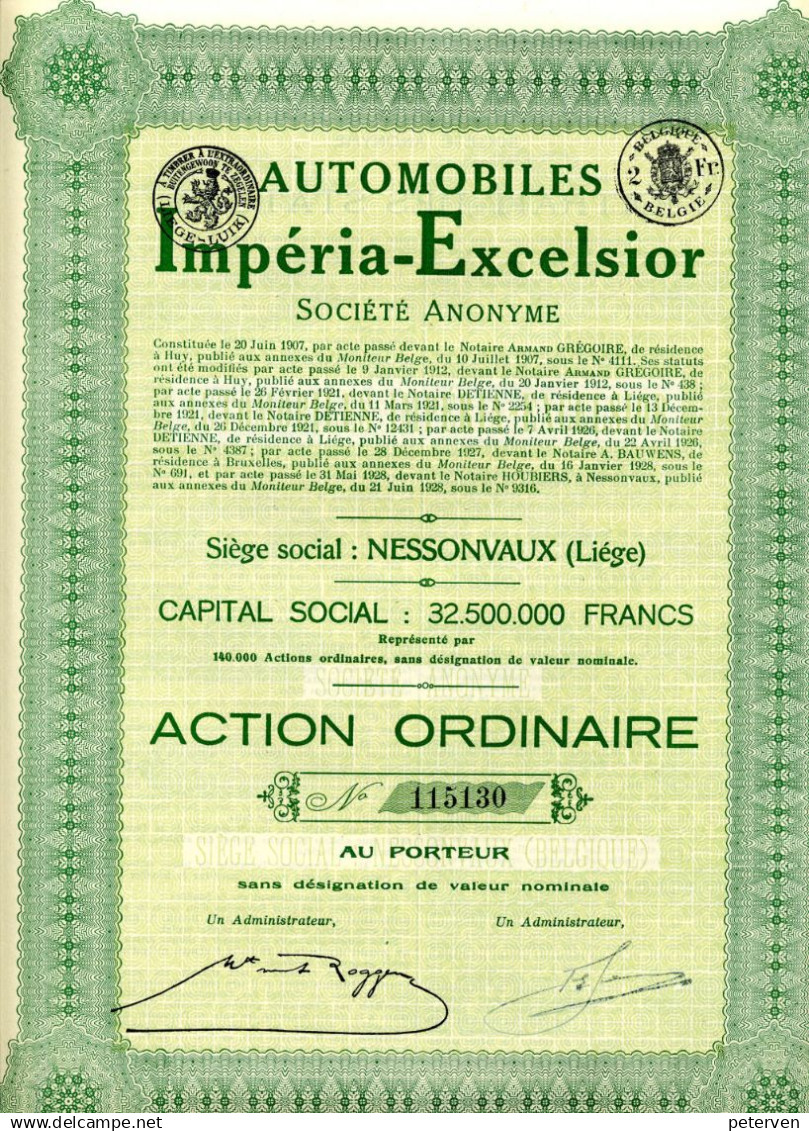 À TIMBRER À L'EXTRAORDINAIRE
BUITENGEWOON TE ZEGELEN
LIÉGE-LUIK
BELGIQUE
2 Fr.
BELGIE
AUTOMOBILES
Impéria-Excelsior
SOCIÉTÉ ANONYME
Constituée le 20 Juin 1907, par acte passé devant le Notaire ARMAND GRÉGOIRE, de résidence
à Huy, publié aux annexes du Moniteur Belge, du 10 Juillet 1907, sous le N° 4111. Ses statuts
ont été modifiés par acte passé le 9 Janvier 1912, devant le Notaire ARMAND GRÉGOIRE, de
résidence à Huy, publié aux annexes du Moniteur Belge, du 20 Janvier 1912, sous le N° 438 ;
par acte passé le 26 Février 1921, devant le Notaire DETIENNE, de résidence à Liége, publié
aux annexes du Moniteur Belge, du 11 Mars 1921, sous le N° 2254 ; par acte passé le 13 Décem-
bre 1921, devant le Notaire DETIENNE, de résidence à Liége, publié aux annexes du Moniteur
Belge, du 26 Décembre 1921, sous le N° 12431 ; par acte passé le 7 Avril 1926, devant le Notaire
DETIENNE, de résidence à Liége, publié aux annexes du Moniteur Belge, du 22 Avril 1926,
sous le N° 4387 ; par acte passé le 28 Décembre 1927, devant le Notaire A. BAUWENS, de
résidence à Bruxelles, publié aux annexes du Moniteur Belge, du 16 Janvier 1928, sous le
N° 691, et par acte passé le 31 Mai 1928, devant le Notaire HOUBIERS, à Nessonvaux, publié
aux annexes du Moniteur Belge, du 21 Juin 1928, sous le N° 9316.
Siège social : NESSONVAUX (Liége)
CAPITAL SOCIAL : 32.500.000 FRANCS
Représenté par
140.000 Actions ordinaires, sans désignation de valeur nominale.
SOCIÉTÉ ANONYME
ACTION ORDINAIRE
No 115130
SIÈGE SOCIAL (BELGIQUE)
AU PORTEUR
sans désignation de valeur nominale
Un Administrateur, Un Administrateur,
Roggen
peterven